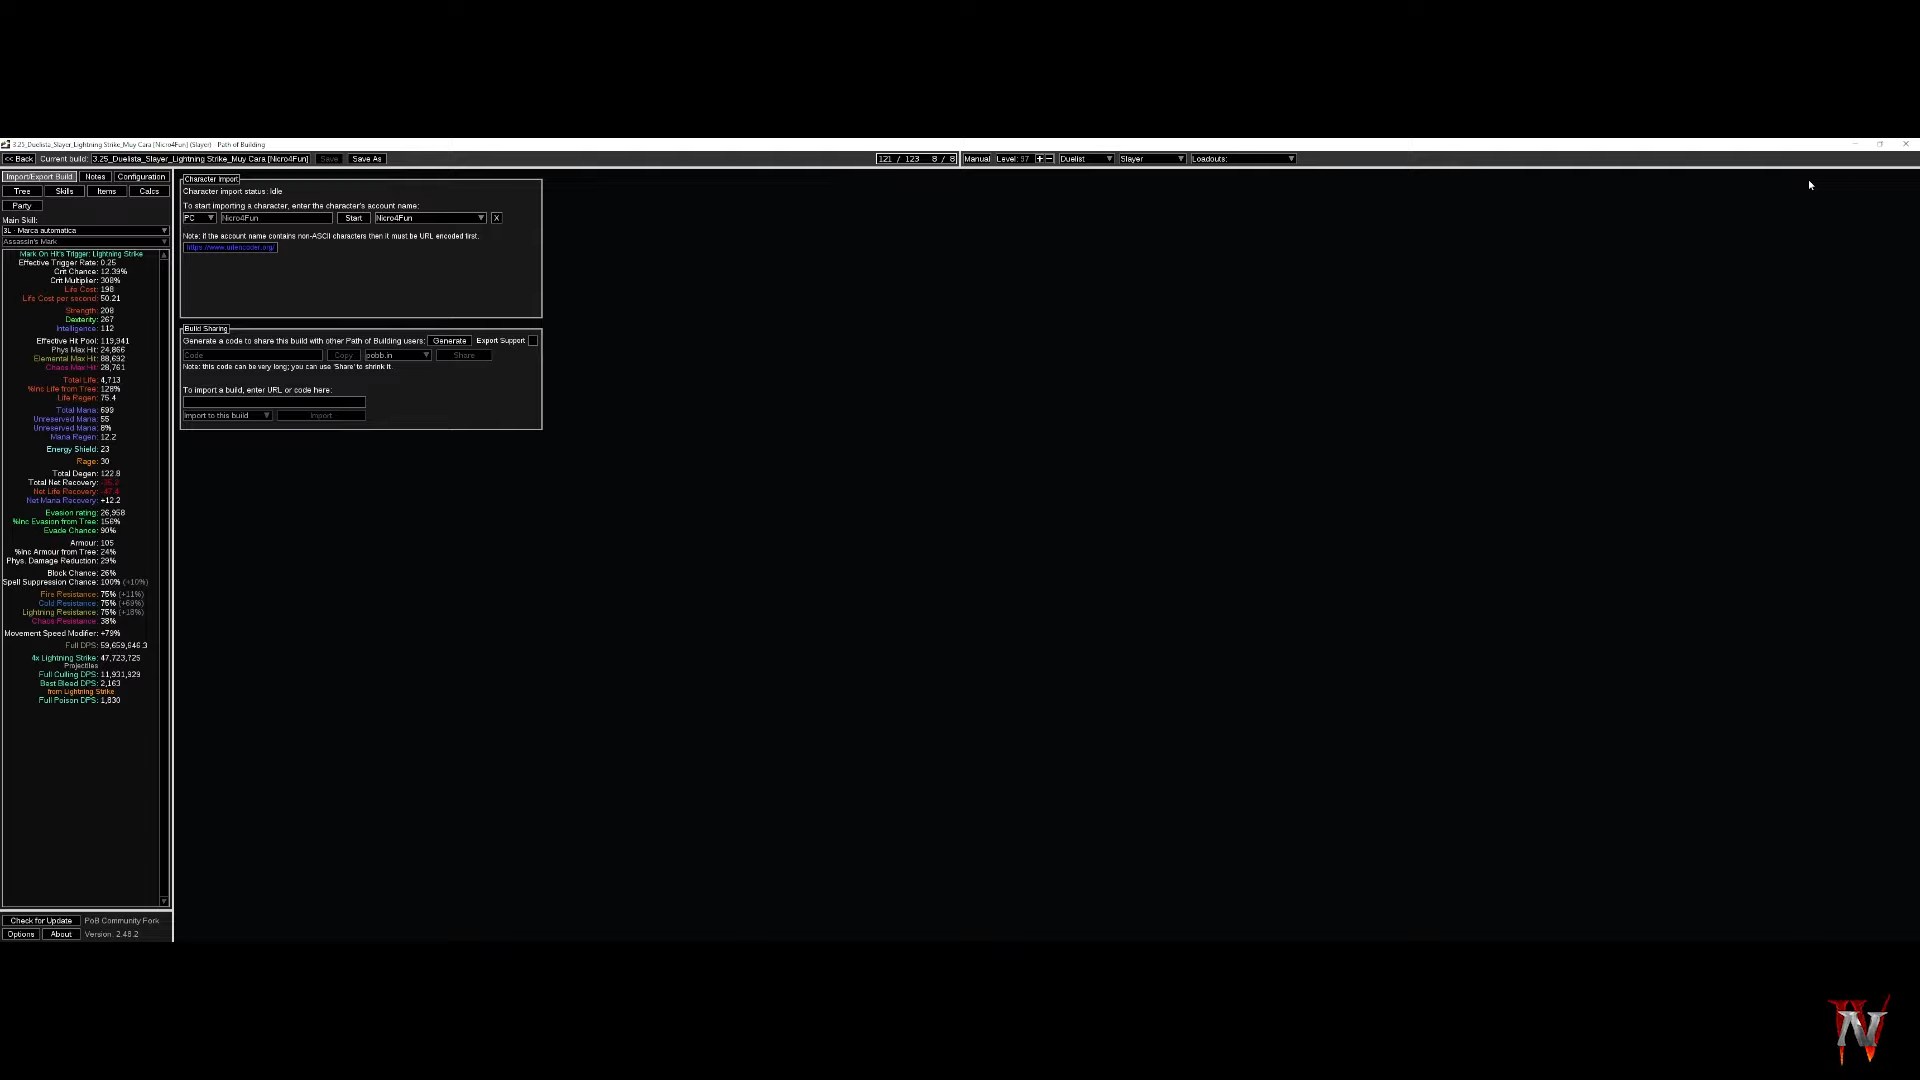 3.25_Duelista_Slayer_Lightning Strike_Muy Cara [Nicro4Fun] (Slayer) - Path of Building
<< Back Current build: 3.25_Duelista_Slayer_Lightning Strike_Muy Cara [Nicro4Fun] Save Save As 121 / 123 8 / 8 Manual Level: 97 + - Duelist Slayer Loadouts:
Import/Export Build Notes Configuration
Tree Skills Items Calcs
Party
Main Skill:
3L - Marca automatica
Assassin's Mark
Mark On Hit's Trigger: Lightning Strike
Effective Trigger Rate: 0.25
Crit Chance: 12.39%
Crit Multiplier: 308%
Life Cost: 198
Life Cost per second: 50.21
Strength: 208
Dexterity: 267
Intelligence: 112
Effective Hit Pool: 119,941
Phys Max Hit: 24,866
Elemental Max Hit: 88,692
Chaos Max Hit: 28,761
Total Life: 4,713
%Inc Life from Tree: 128%
Life Regen: 75.4
Total Mana: 699
Unreserved Mana: 55
Unreserved Mana: 8%
Mana Regen: 12.2
Energy Shield: 23
Rage: 30
Total Degen: 122.8
Total Net Recovery:
Net Life Recovery: -47.4
Net Mana Recovery: +12.2
Evasion rating: 26,958
%Inc Evasion from Tree: 156%
Evade Chance: 90%
Armour: 105
%Inc Armour from Tree: 24%
Phys. Damage Reduction: 29%
Block Chance: 26%
Spell Suppression Chance: 100% (+10%)
Fire Resistance: 75% (+11%)
Cold Resistance: 75% (+69%)
Lightning Resistance: 75% (+18%)
Chaos Resistance: 38%
Movement Speed Modifier: +79%
Full DPS: 59,659,646.3
4x Lightning Strike: 47,723,725
Projectiles
Full Culling DPS: 11,931,929
Best Bleed DPS: 2,163
from Lightning Strike
Full Poison DPS: 1,830
Check for Update PoB Community Fork
Options About Version: 2.48.2
Character Import
Character import status: Idle
To start importing a character, enter the character's account name:
PC Nicro4Fun Start Nicro4Fun X
Note: if the account name contains non-ASCII characters then it must be URL encoded first.
https://www.urlencoder.org/
Build Sharing
Generate a code to share this build with other Path of Building users: Generate Export Support
Code Copy pobb.in Share
Note: this code can be very long; you can use 'Share' to shrink it.
To import a build, enter URL or code here:
Import to this build Import
N